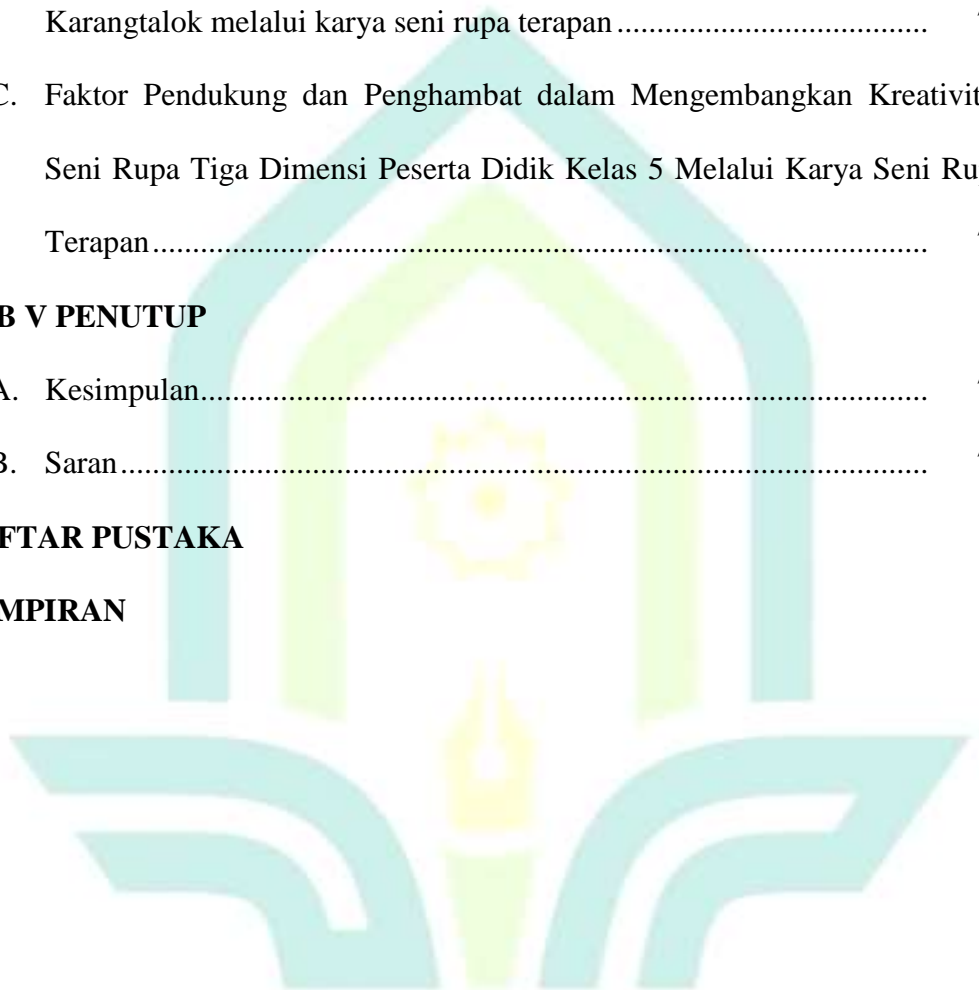 Karangtalok melalui karya seni rupa terapan.......................................
C. Faktor Pendukung dan Penghambat dalam Mengembangkan Kreativit
Seni Rupa Tiga Dimensi Peserta Didik Kelas 5 Melalui Karya Seni Ru
Terapan.................................................................................................
B V PENUTUP
A. Kesimpulan...........................................................................................
B. Saran.....................................................................................................
FTAR PUSTAKA
MPIRAN